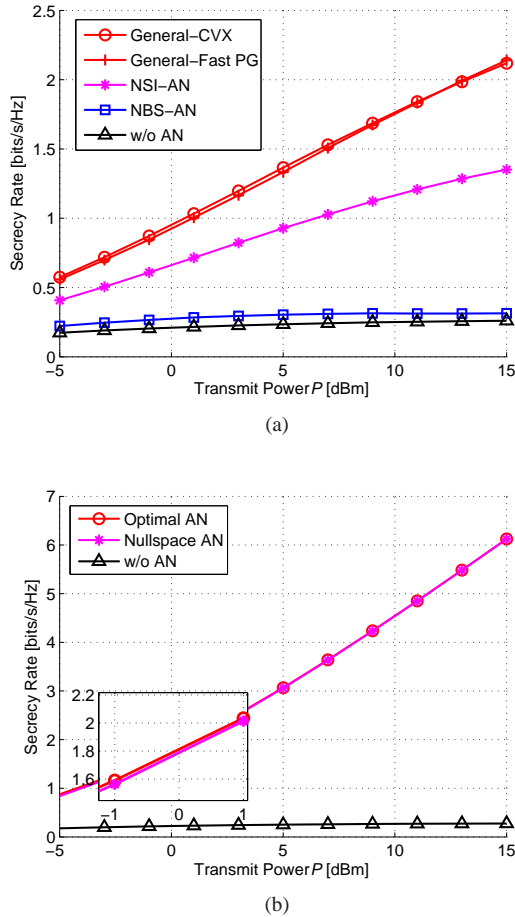 2.5
2
1.5
1
0.5
0
Secrecy Rate [bits/s/Hz]
General−CVX
General−Fast PG
NSI−AN
NBS−AN
w/o AN
−5 0 5 10 15
Transmit Power P [dBm]
(a)
7
6
5
4
3
2
1
0
Secrecy Rate [bits/s/Hz]
Optimal AN
Nullspace AN
w/o AN
2.2
2
1.8
1.6
−1 0 1
−5 0 5 10 15
Transmit Power P [dBm]
(b)